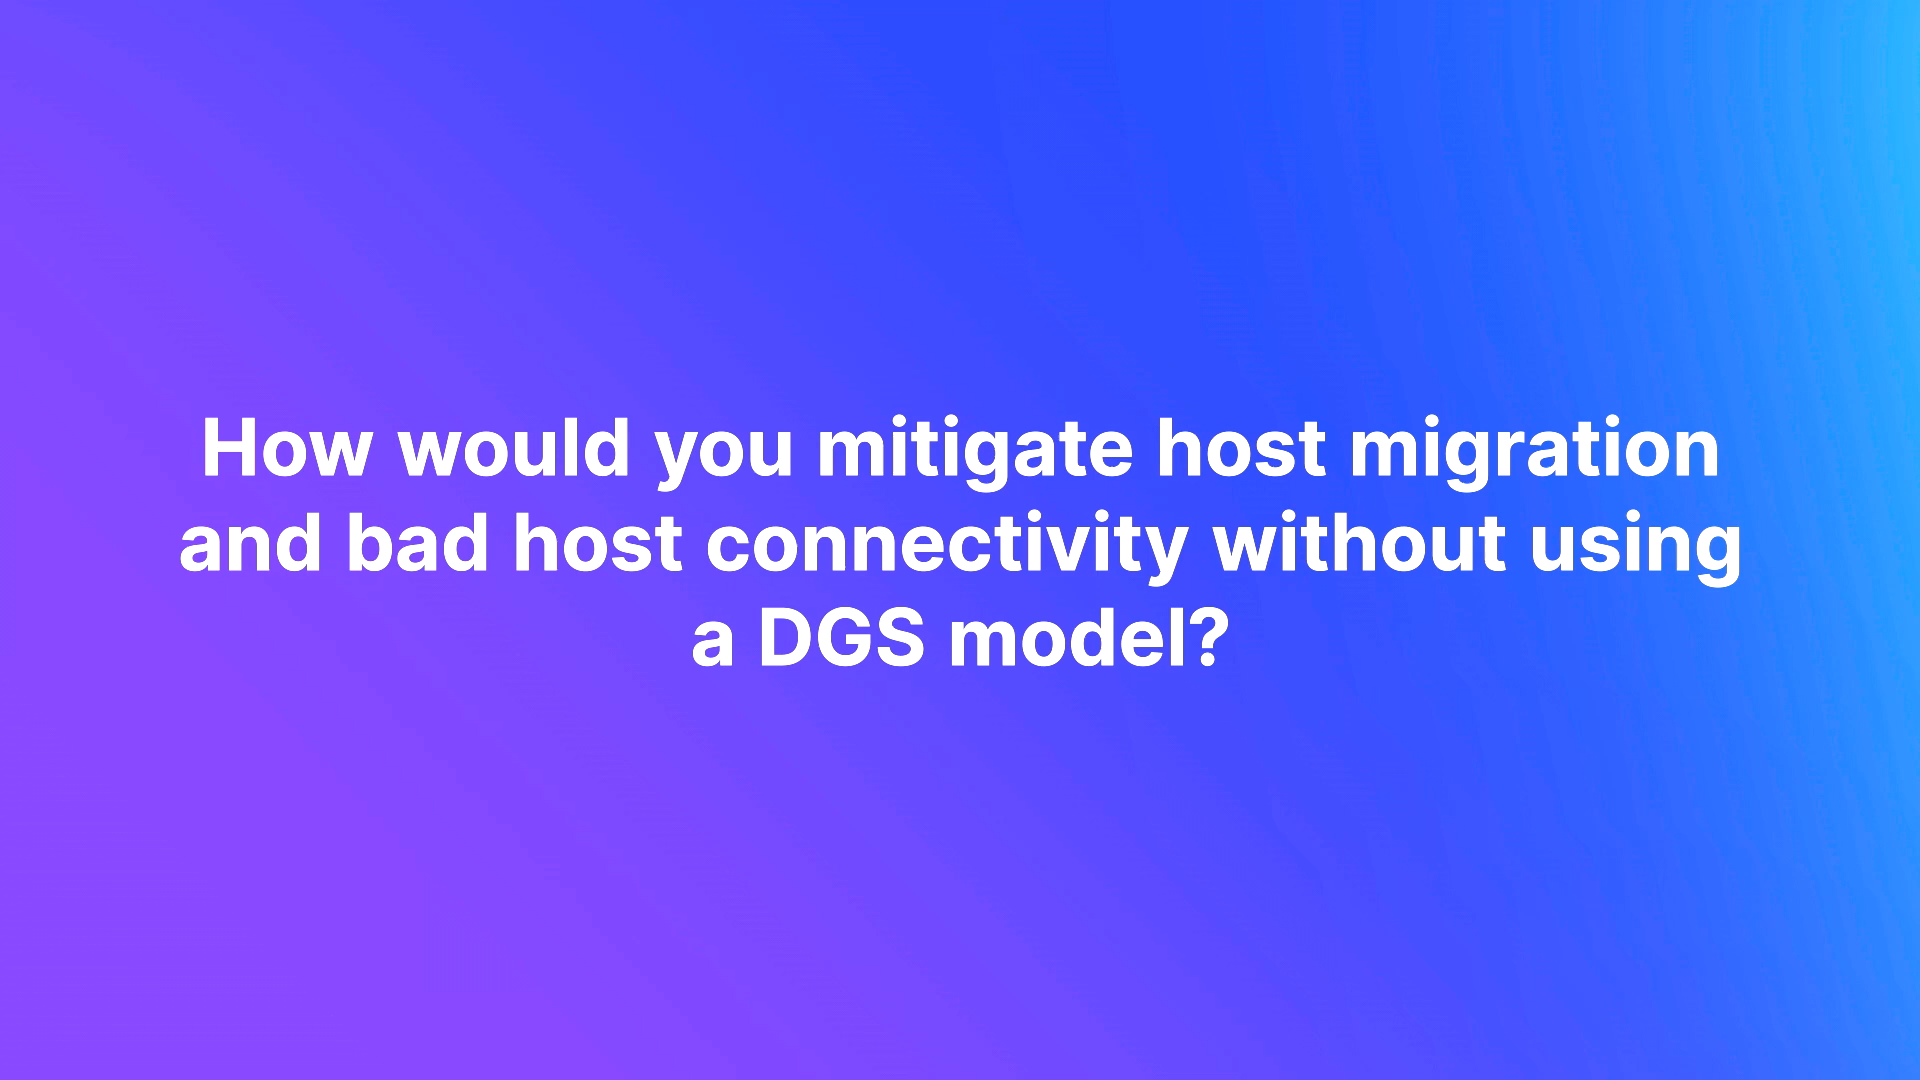 How would you mitigate host migration
and bad host connectivity without using
a DGS model?